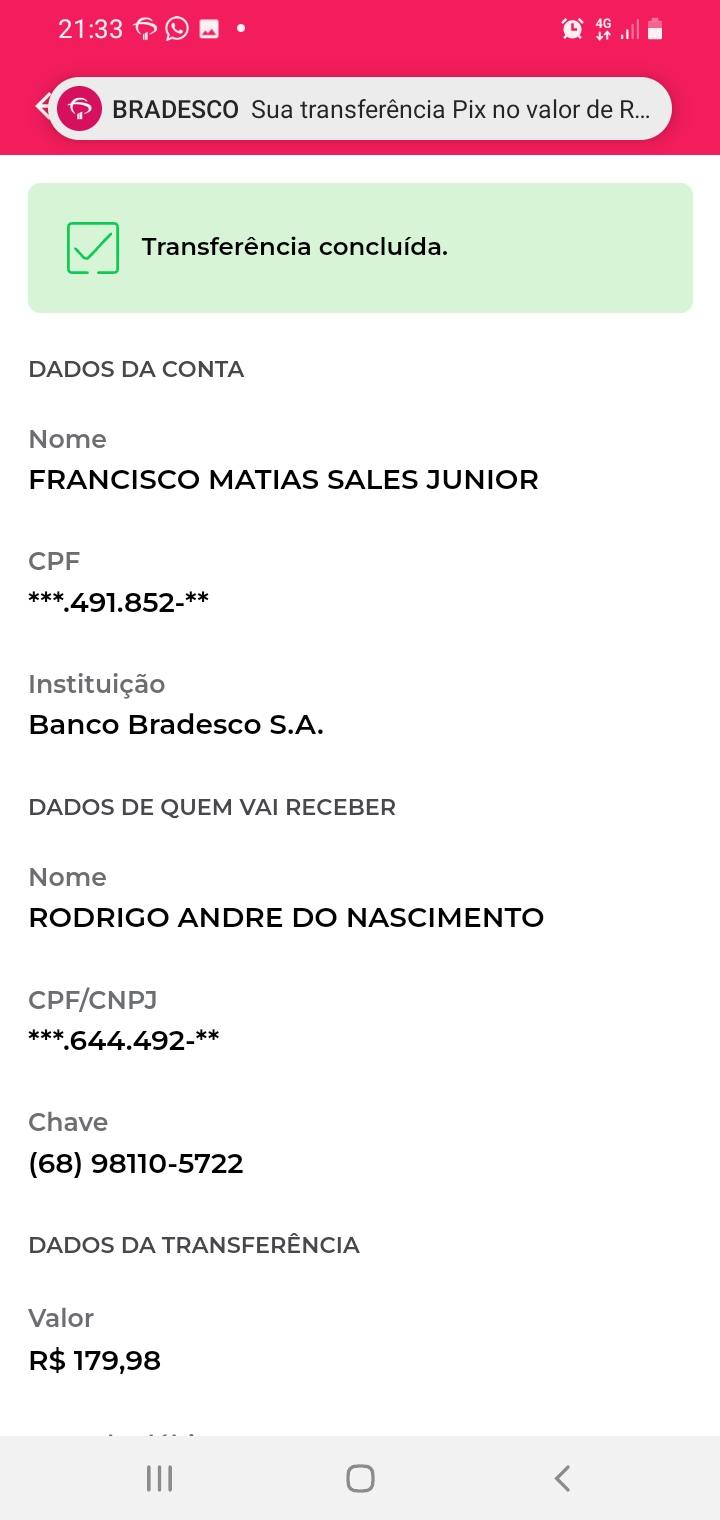 21:33
4G
BRADESCO Sua transferência Pix no valor de R...
Transferência concluída.
DADOS DA CONTA
Nome
FRANCISCO MATIAS SALES JUNIOR
CPF
***.491.852-**
Instituição
Banco Bradesco S.A.
DADOS DE QUEM VAI RECEBER
Nome
RODRIGO ANDRE DO NASCIMENTO
CPF/CNPJ
***.644.492-**
Chave
(68) 98110-5722
DADOS DA TRANSFERÊNCIA
Valor
R$ 179,98